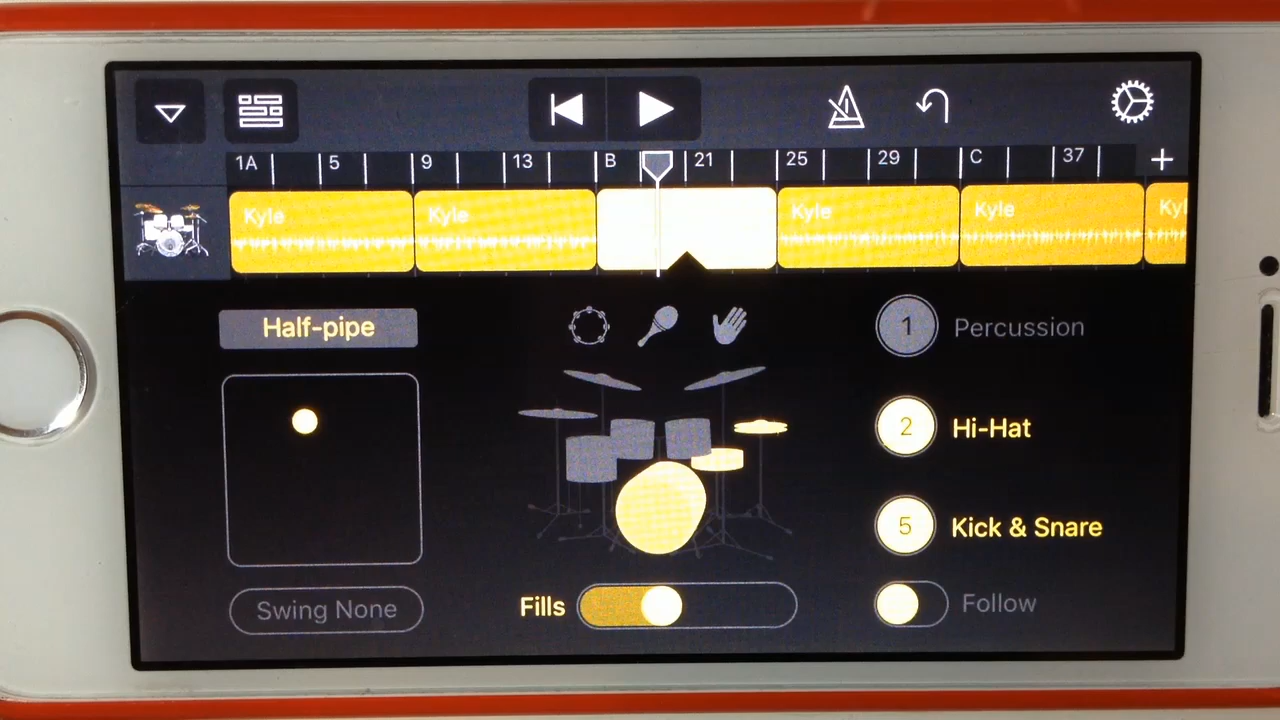 1A 5 9 13 B 21 25 29 C 37 +
Kyle Kyle Kyle Kyle Kyl
Half-pipe
1 Percussion
2 Hi-Hat
5 Kick & Snare
Swing None Fills Follow